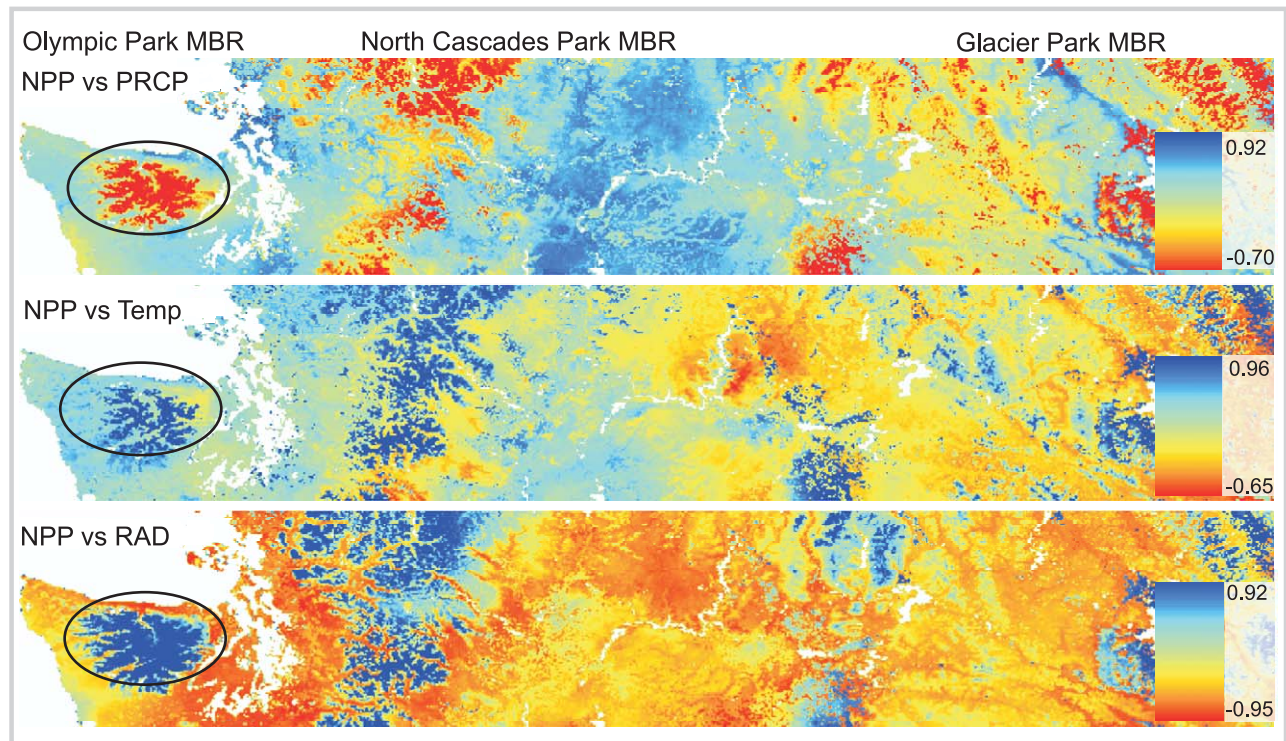 Olympic Park MBR North Cascades Park MBR Glacier Park MBR
NPP vs PRCP
0.92
-0.70
NPP vs Temp
0.96
-0.65
NPP vs RAD
0.92
-0.95